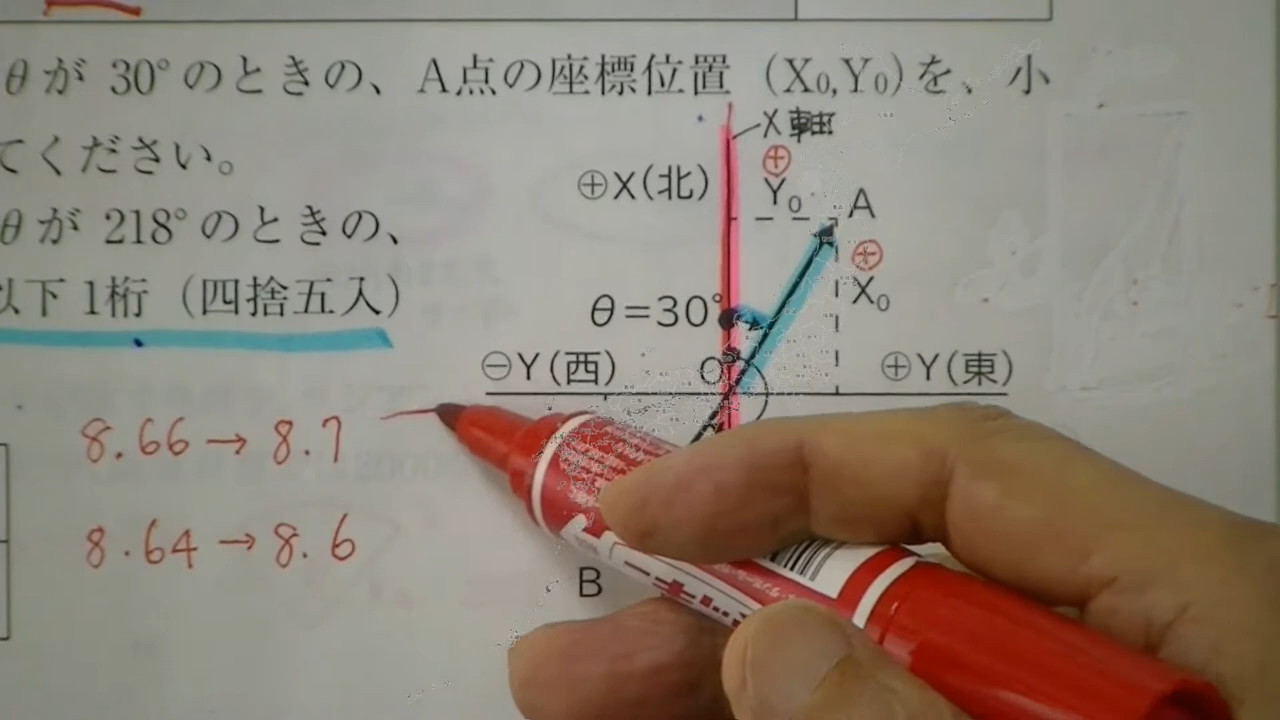 θが 30°のときの、A点の座標位置 (X₀,Y₀)を、小
てください。
θが 218°のときの、
以下1桁（四捨五入）
X軸
⊕X(北)
⊕
Y₀
A
⊕
X₀
θ=30°
⊖Y(西)
0
⊕Y(東)
8.66→8.7
8.64→8.6
B